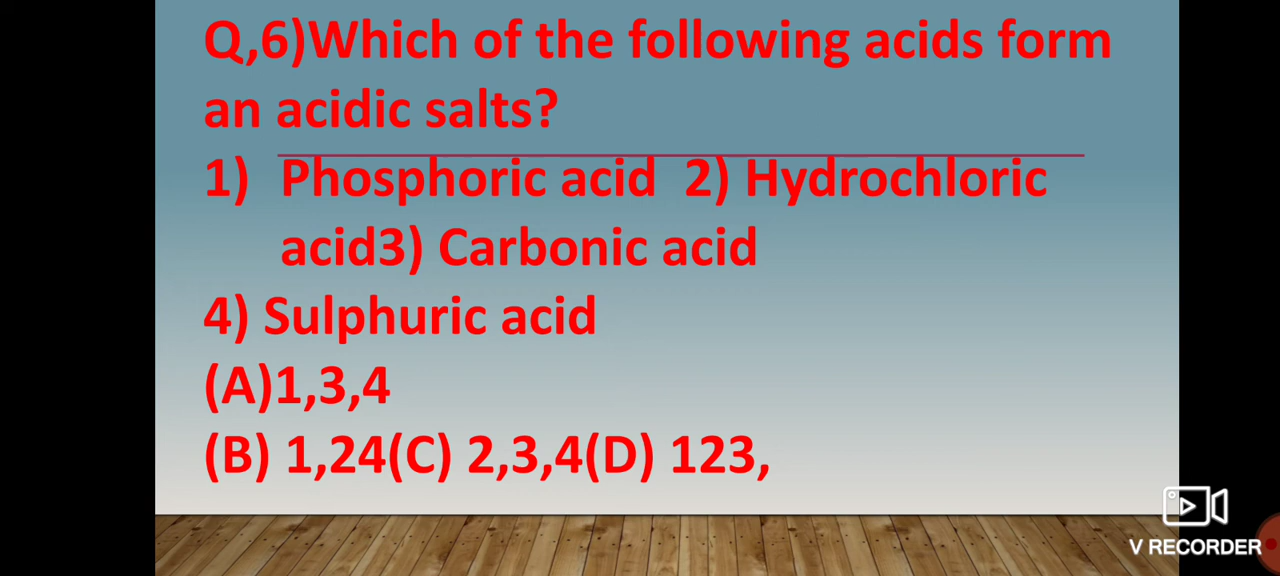 Q,6)Which of the following acids form
an acidic salts?
1) Phosphoric acid 2) Hydrochloric
acid3) Carbonic acid
4) Sulphuric acid
(A)1,3,4
(B) 1,24(C) 2,3,4(D) 123,
V RECORDER